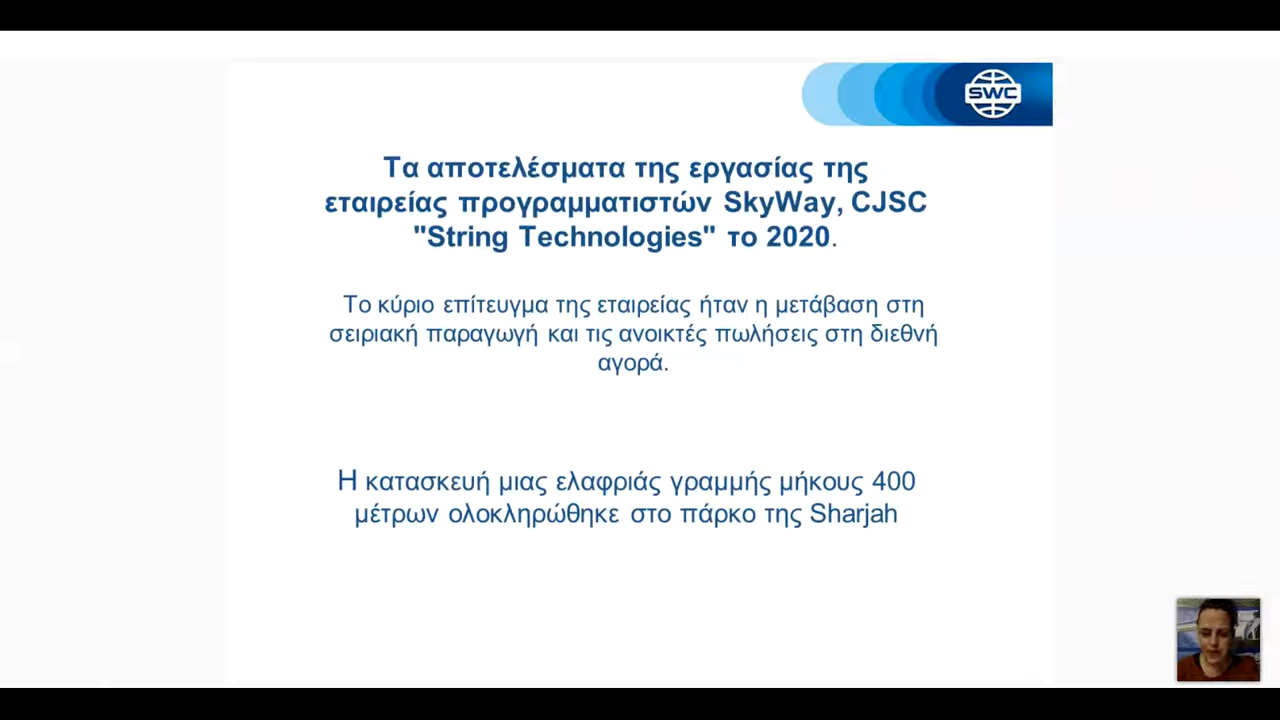 SWC
Τα αποτελέσματα της εργασίας της
εταιρείας προγραμματιστών SkyWay, CJSC
"String Technologies" το 2020.
Το κύριο επίτευγμα της εταιρείας ήταν η μετάβαση στη
σειριακή παραγωγή και τις ανοικτές πωλήσεις στη διεθνή
αγορά.
Η κατασκευή μιας ελαφριάς γραμμής μήκους 400
μέτρων ολοκληρώθηκε στο πάρκο της Sharjah